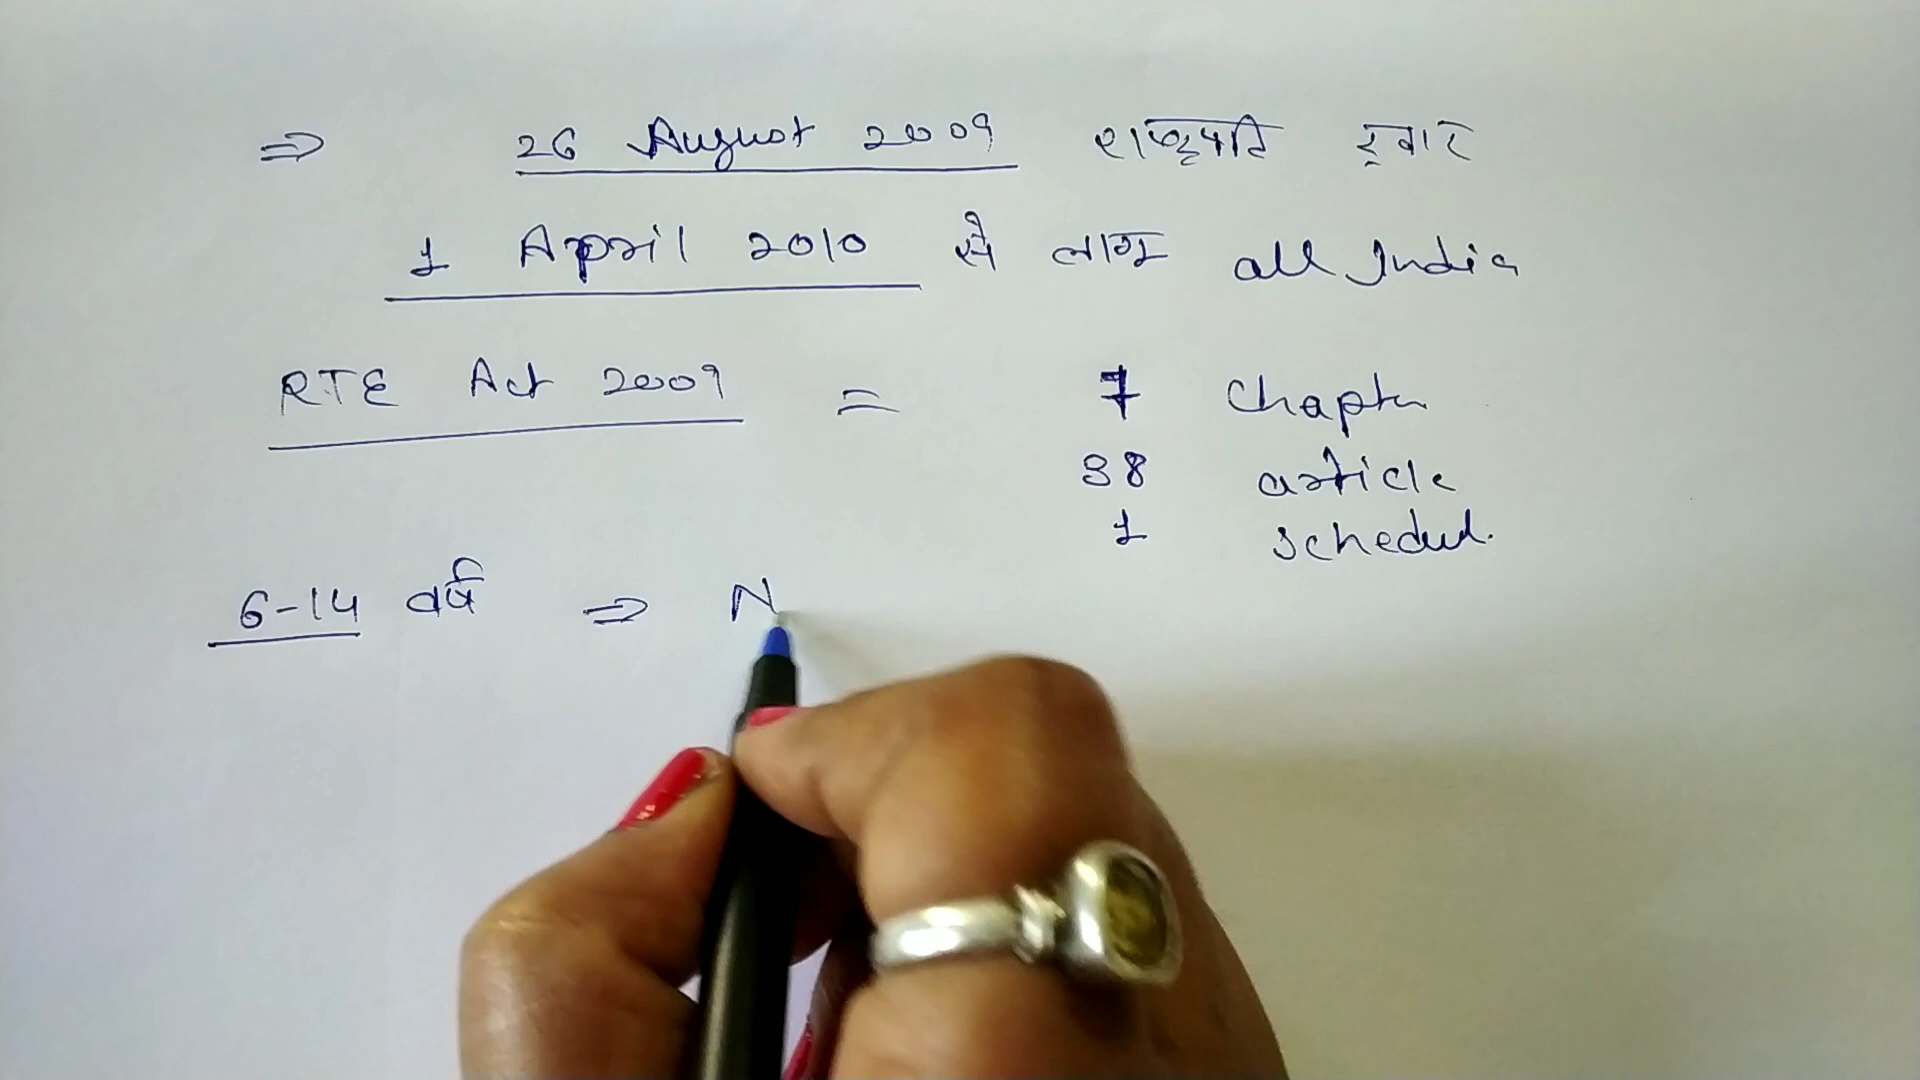 ⇒ 26 August 2009 राष्ट्रपति द्वारा
1 April 2010 से लागू all India
RTE Act 2009 = 7 Chapter
38 article
1 schedul.
6-14 वर्ष ⇒ N